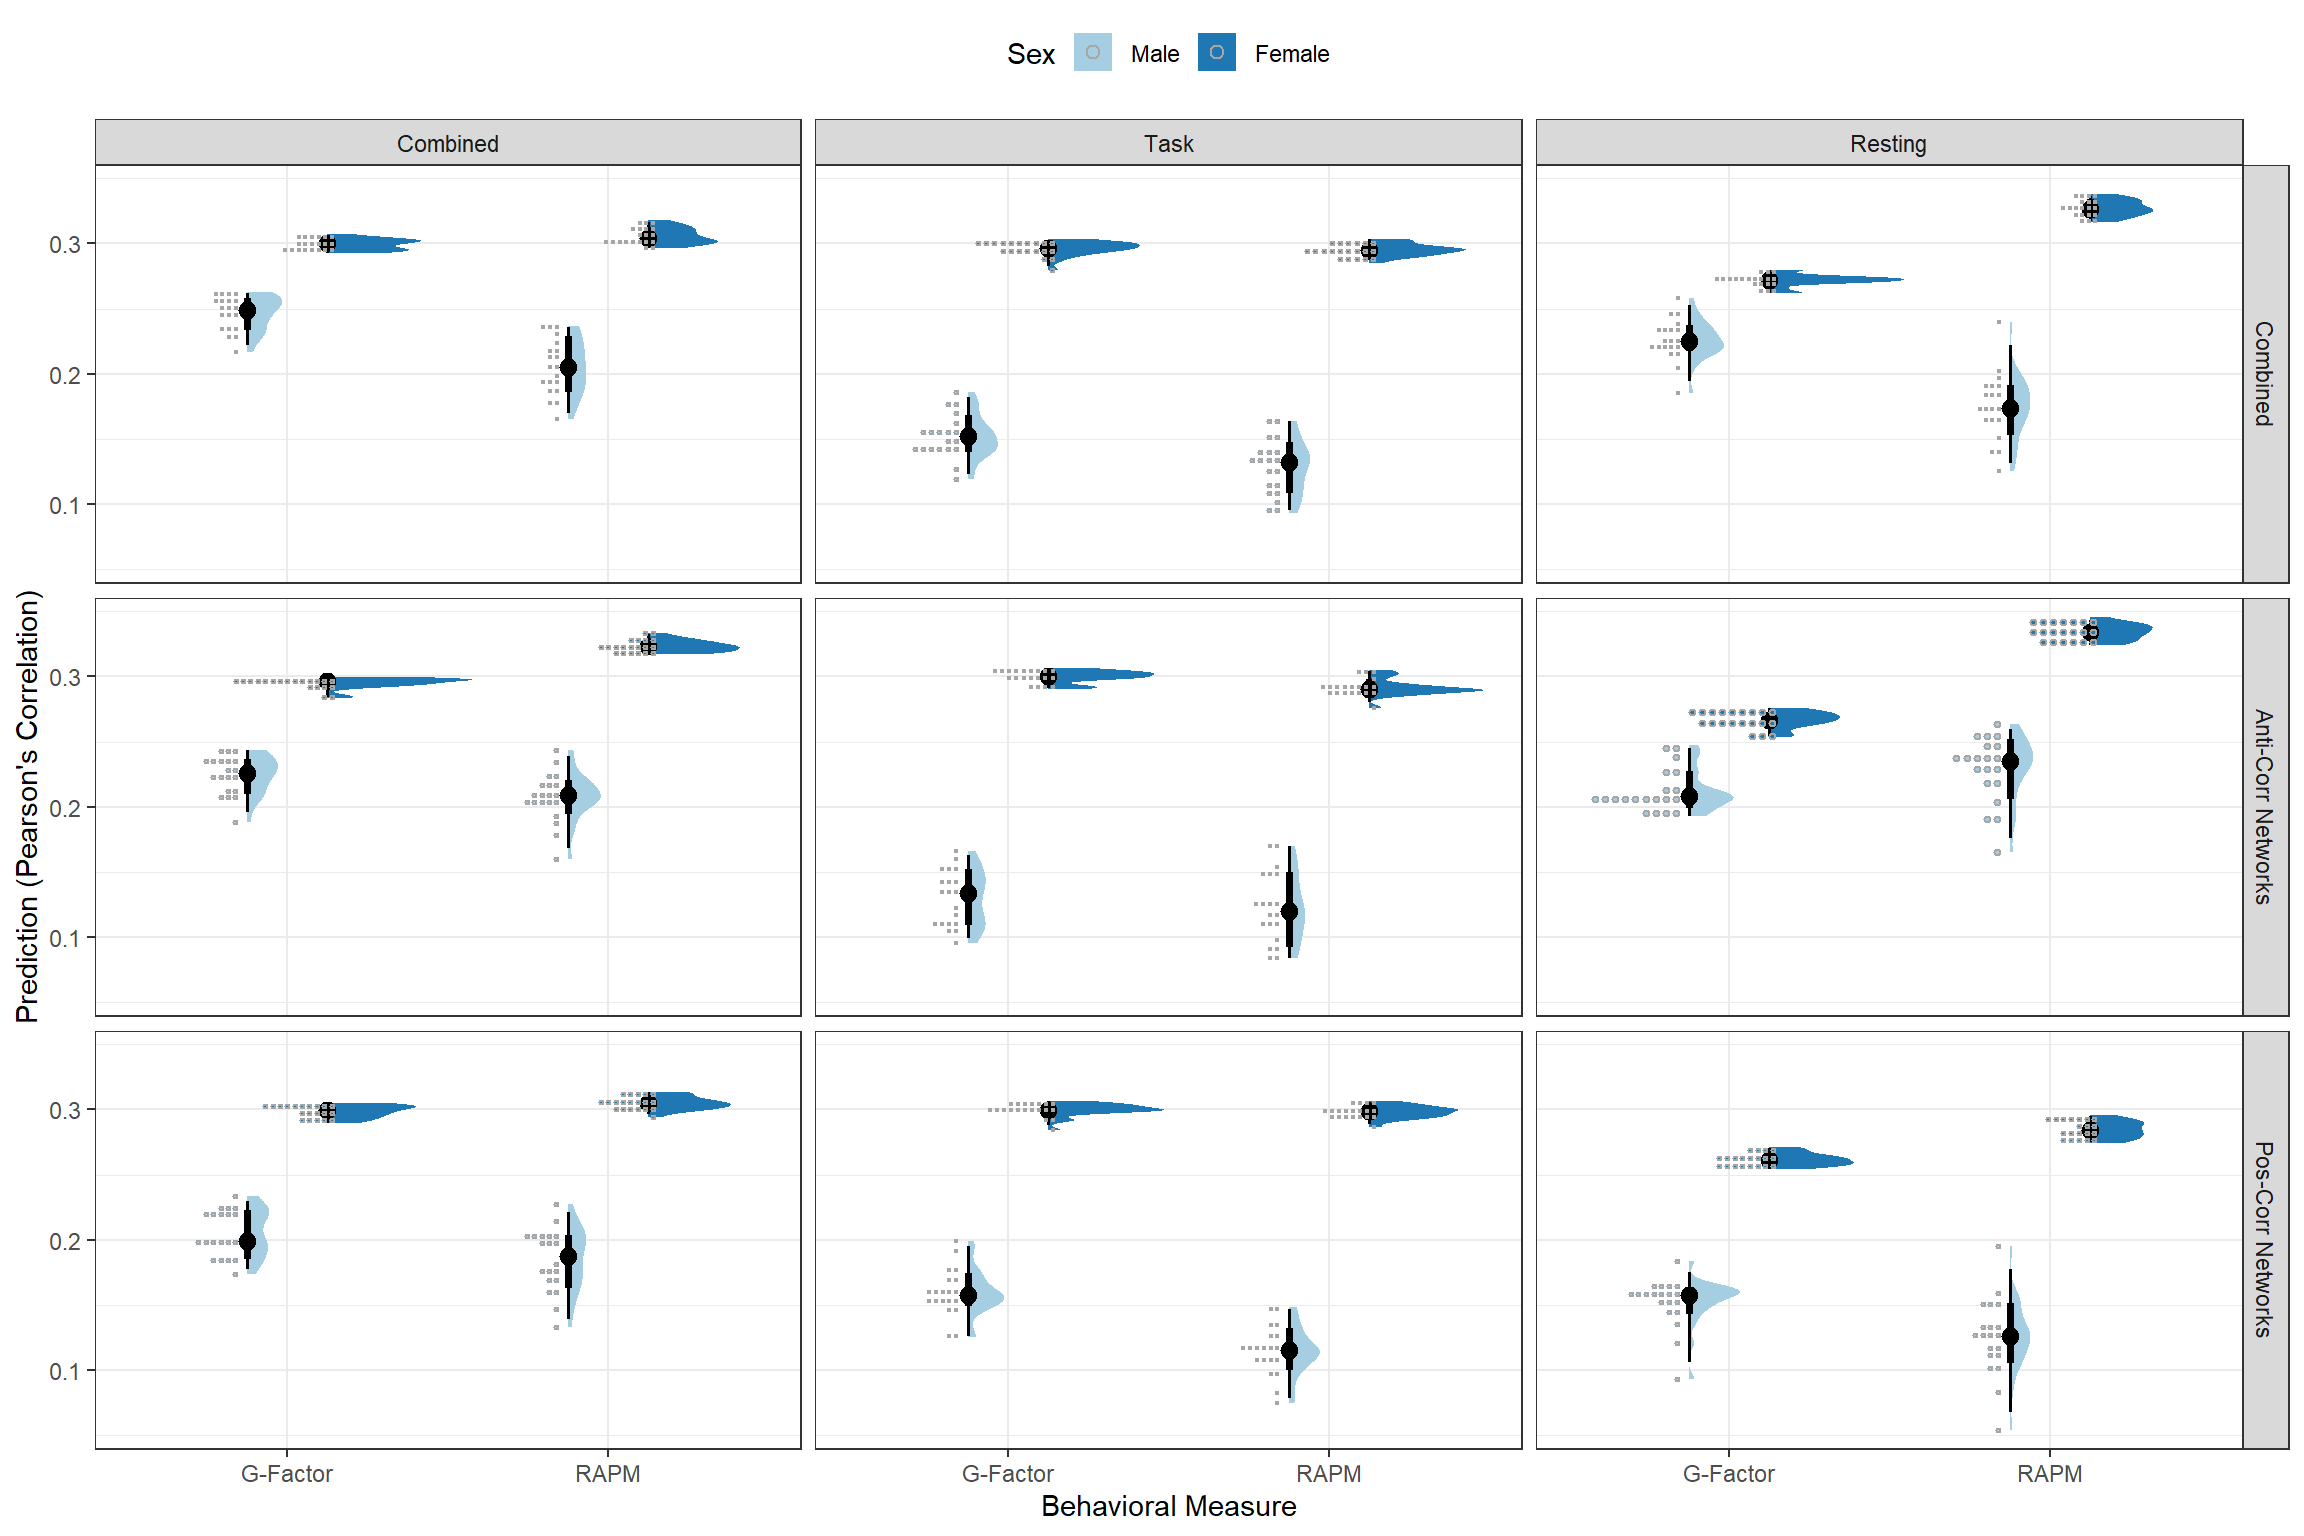 Sex Male Female
Combined Task Resting
0.3
0.2
0.1
Combined
0.3
0.2
0.1
Anti-Corr Networks
0.3
0.2
0.1
Pos-Corr Networks
Prediction (Pearson's Correlation)
G-Factor RAPM G-Factor RAPM G-Factor RAPM
Behavioral Measure